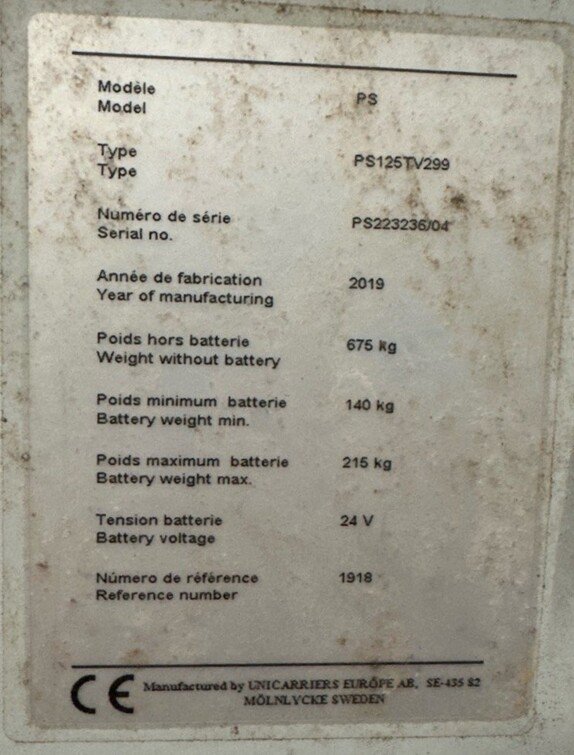 Modèle
Model PS
Type
Type PS125TV299
Numéro de série
Serial no. PS223236/04
Année de fabrication
Year of manufacturing 2019
Poids hors batterie
Weight without battery 675 kg
Poids minimum batterie
Battery weight min. 140 kg
Poids maximum batterie
Battery weight max. 215 kg
Tension batterie
Battery voltage 24 V
Número de référence
Reference number 1918
CE Manufactured by UNICARRIERS EUROPE AB, SE-435 82
MÖLNLYCKE SWEDEN